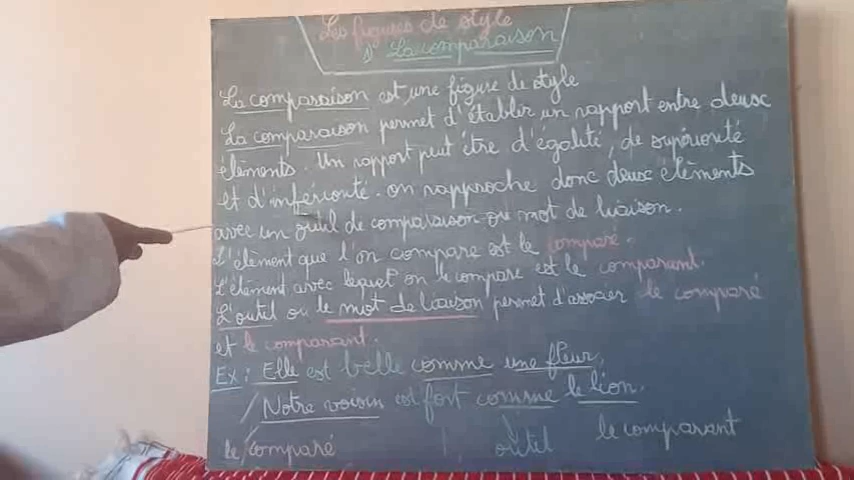 Les figures de style
1° La comparaison
La comparaison est une figure de style
La comparaison permet d'établir un rapport entre deux
éléments. Un rapport peut être d'égalité, de supériorité
et d'infériorité. on rapproche donc deux éléments
avec un outil de comparaison ou mot de liaison.
L'élément que l'on compare est le comparé.
L'élément avec lequel on le compare est le comparant.
L'outil ou le mot de liaison permet d'associer le comparé
et le comparant.
Ex: Elle est belle comme une fleur,
Notre voisin est fort comme le lion.
le comparé outil le comparant